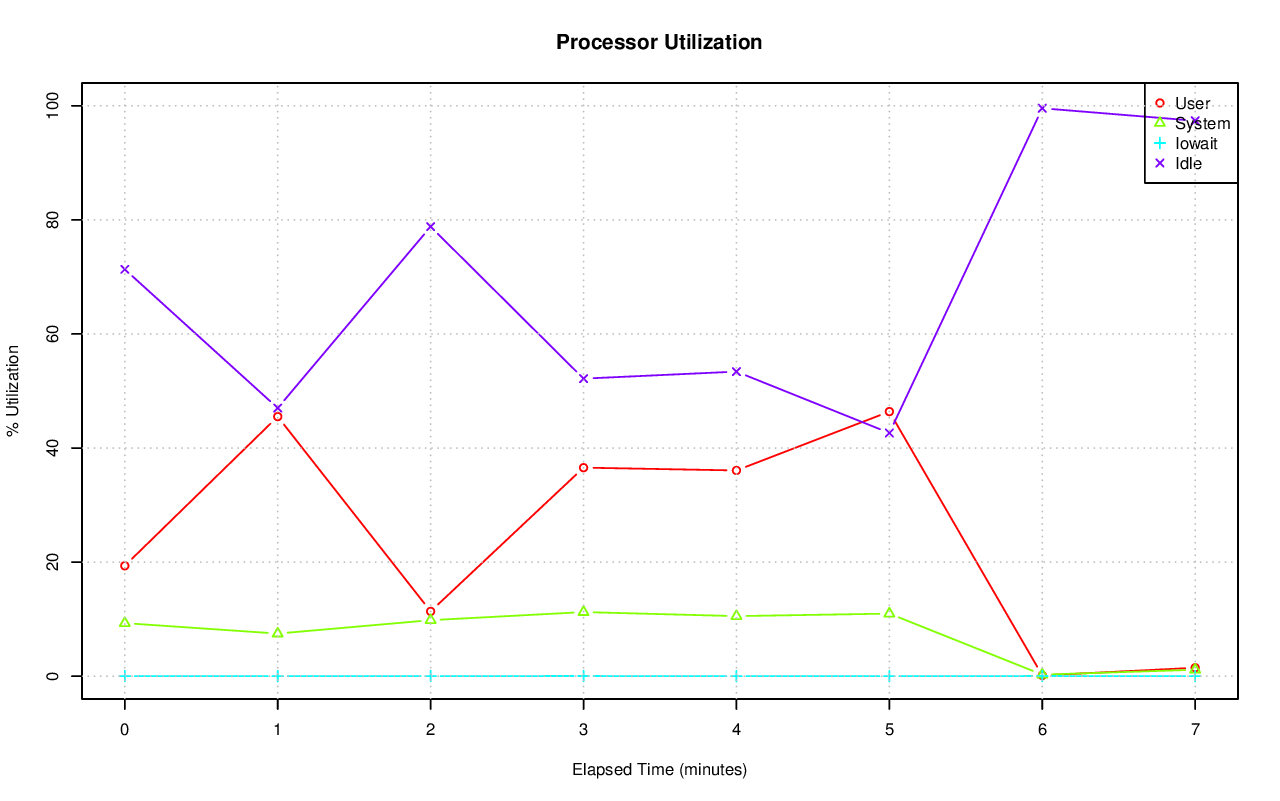 Processor Utilization
User
System
Iowait
Idle
% Utilization
100
80
60
40
20
0
0 1 2 3 4 5 6 7
Elapsed Time (minutes)